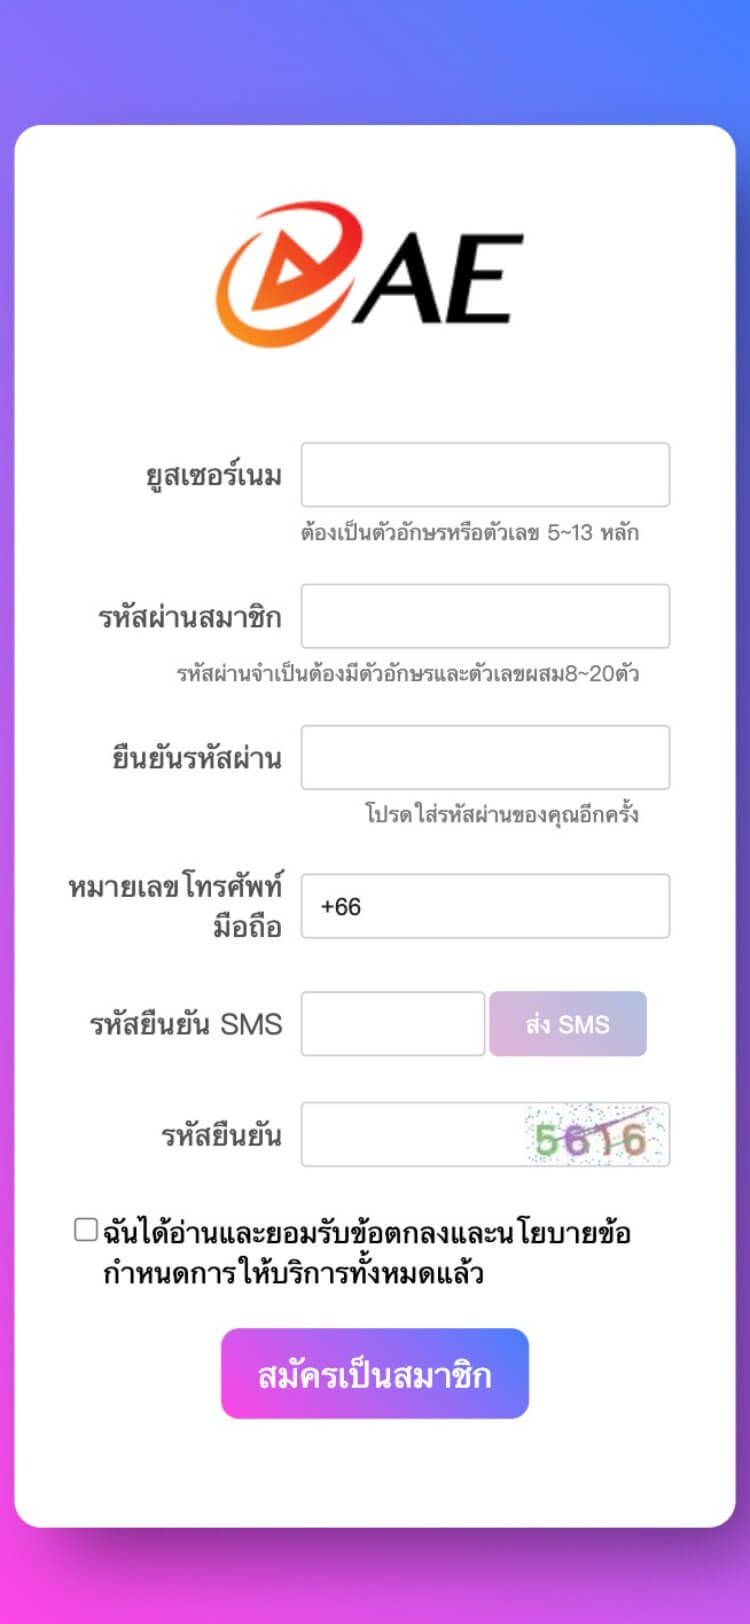 AE
ยูสเซอร์เนม
ต้องเป็นตัวอักษรหรือตัวเลข 5~13 หลัก
รหัสผ่านสมาชิก
รหัสผ่านจำเป็นต้องมีตัวอักษรและตัวเลขผสม8~20ตัว
ยืนยันรหัสผ่าน
โปรดใส่รหัสผ่านของคุณอีกครั้ง
หมายเลขโทรศัพท์
มือถือ
+66
รหัสยืนยัน SMS
ส่ง SMS
รหัสยืนยัน
5616
ฉันได้อ่านและยอมรับข้อตกลงและนโยบายข้อ
กำหนดการให้บริการทั้งหมดแล้ว
สมัครเป็นสมาชิก